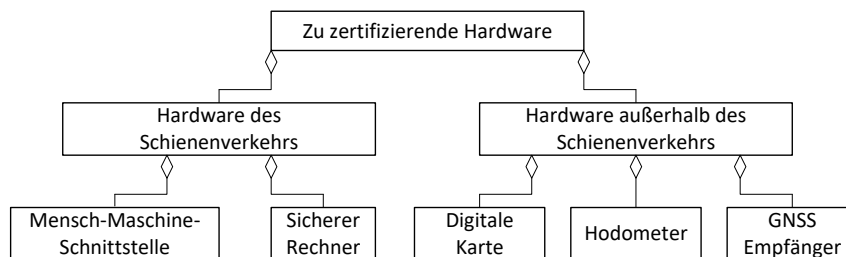 Zu zertifizierende Hardware
Hardware des
Schienenverkehrs
Hardware außerhalb des
Schienenverkehrs
Mensch-Maschine-
Schnittstelle
Sicherer
Rechner
Digitale
Karte
Hodometer
GNSS
Empfänger